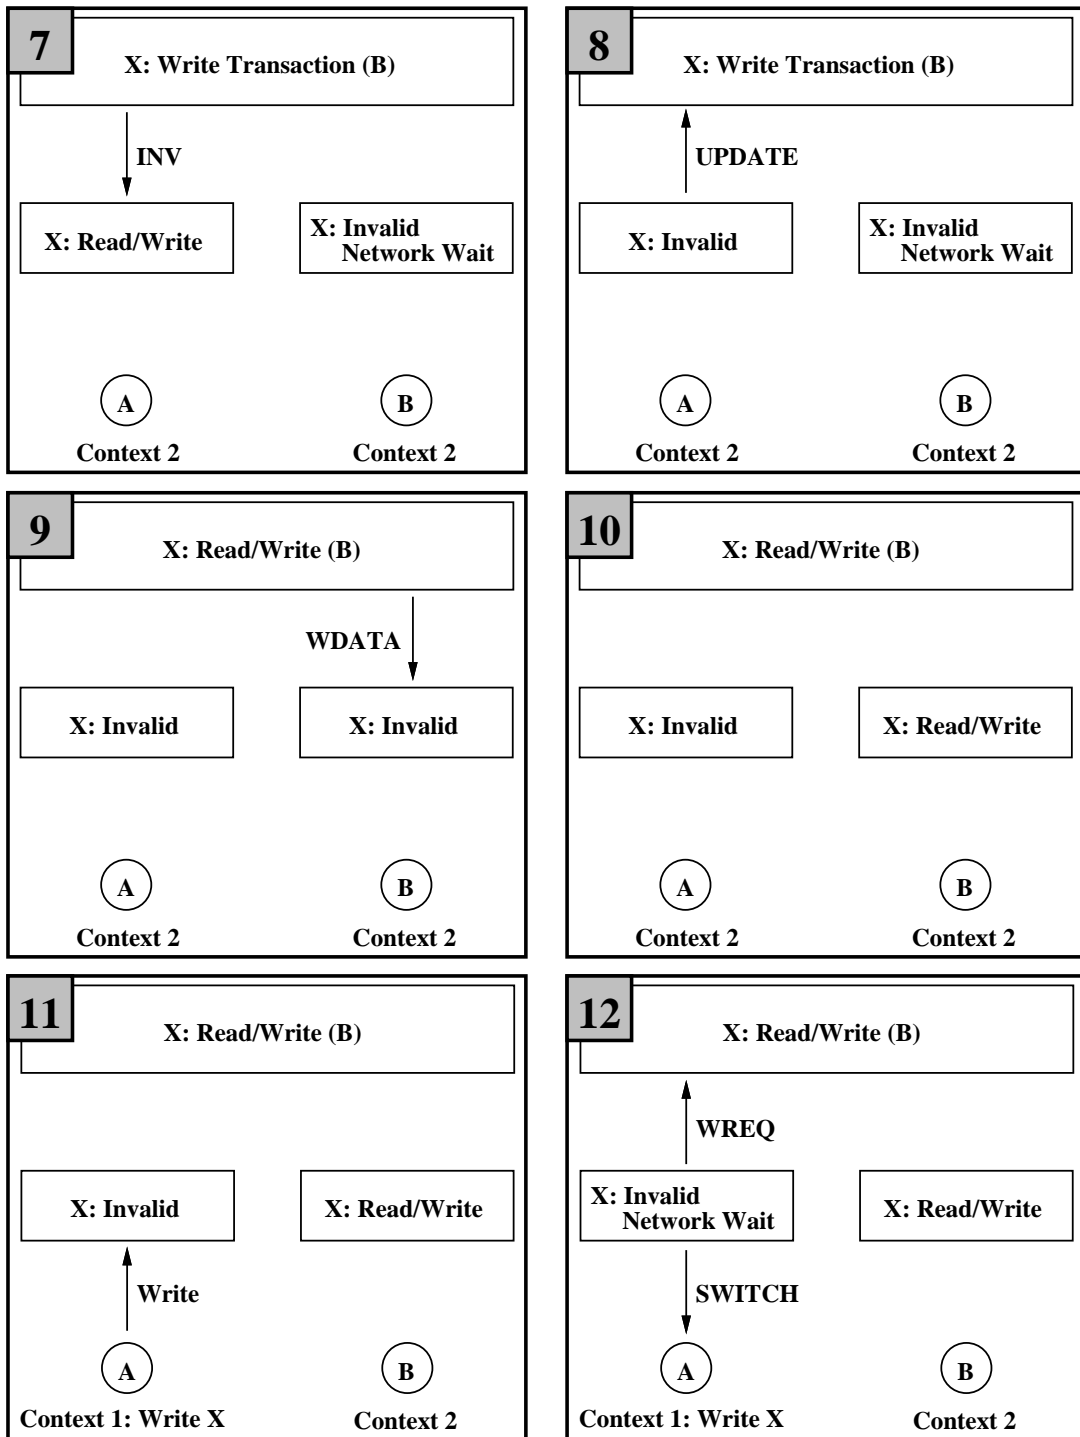 7
X: Write Transaction (B)
INV
X: Read/Write
X: Invalid
Network Wait
A
B
Context 2
Context 2
8
X: Write Transaction (B)
UPDATE
X: Invalid
X: Invalid
Network Wait
A
B
Context 2
Context 2
9
X: Read/Write (B)
WDATA
X: Invalid
X: Invalid
A
B
Context 2
Context 2
10
X: Read/Write (B)
X: Invalid
X: Read/Write
A
B
Context 2
Context 2
11
X: Read/Write (B)
X: Invalid
X: Read/Write
Write
A
B
Context 1: Write X
Context 2
12
X: Read/Write (B)
WREQ
X: Invalid
Network Wait
X: Read/Write
SWITCH
A
B
Context 1: Write X
Context 2